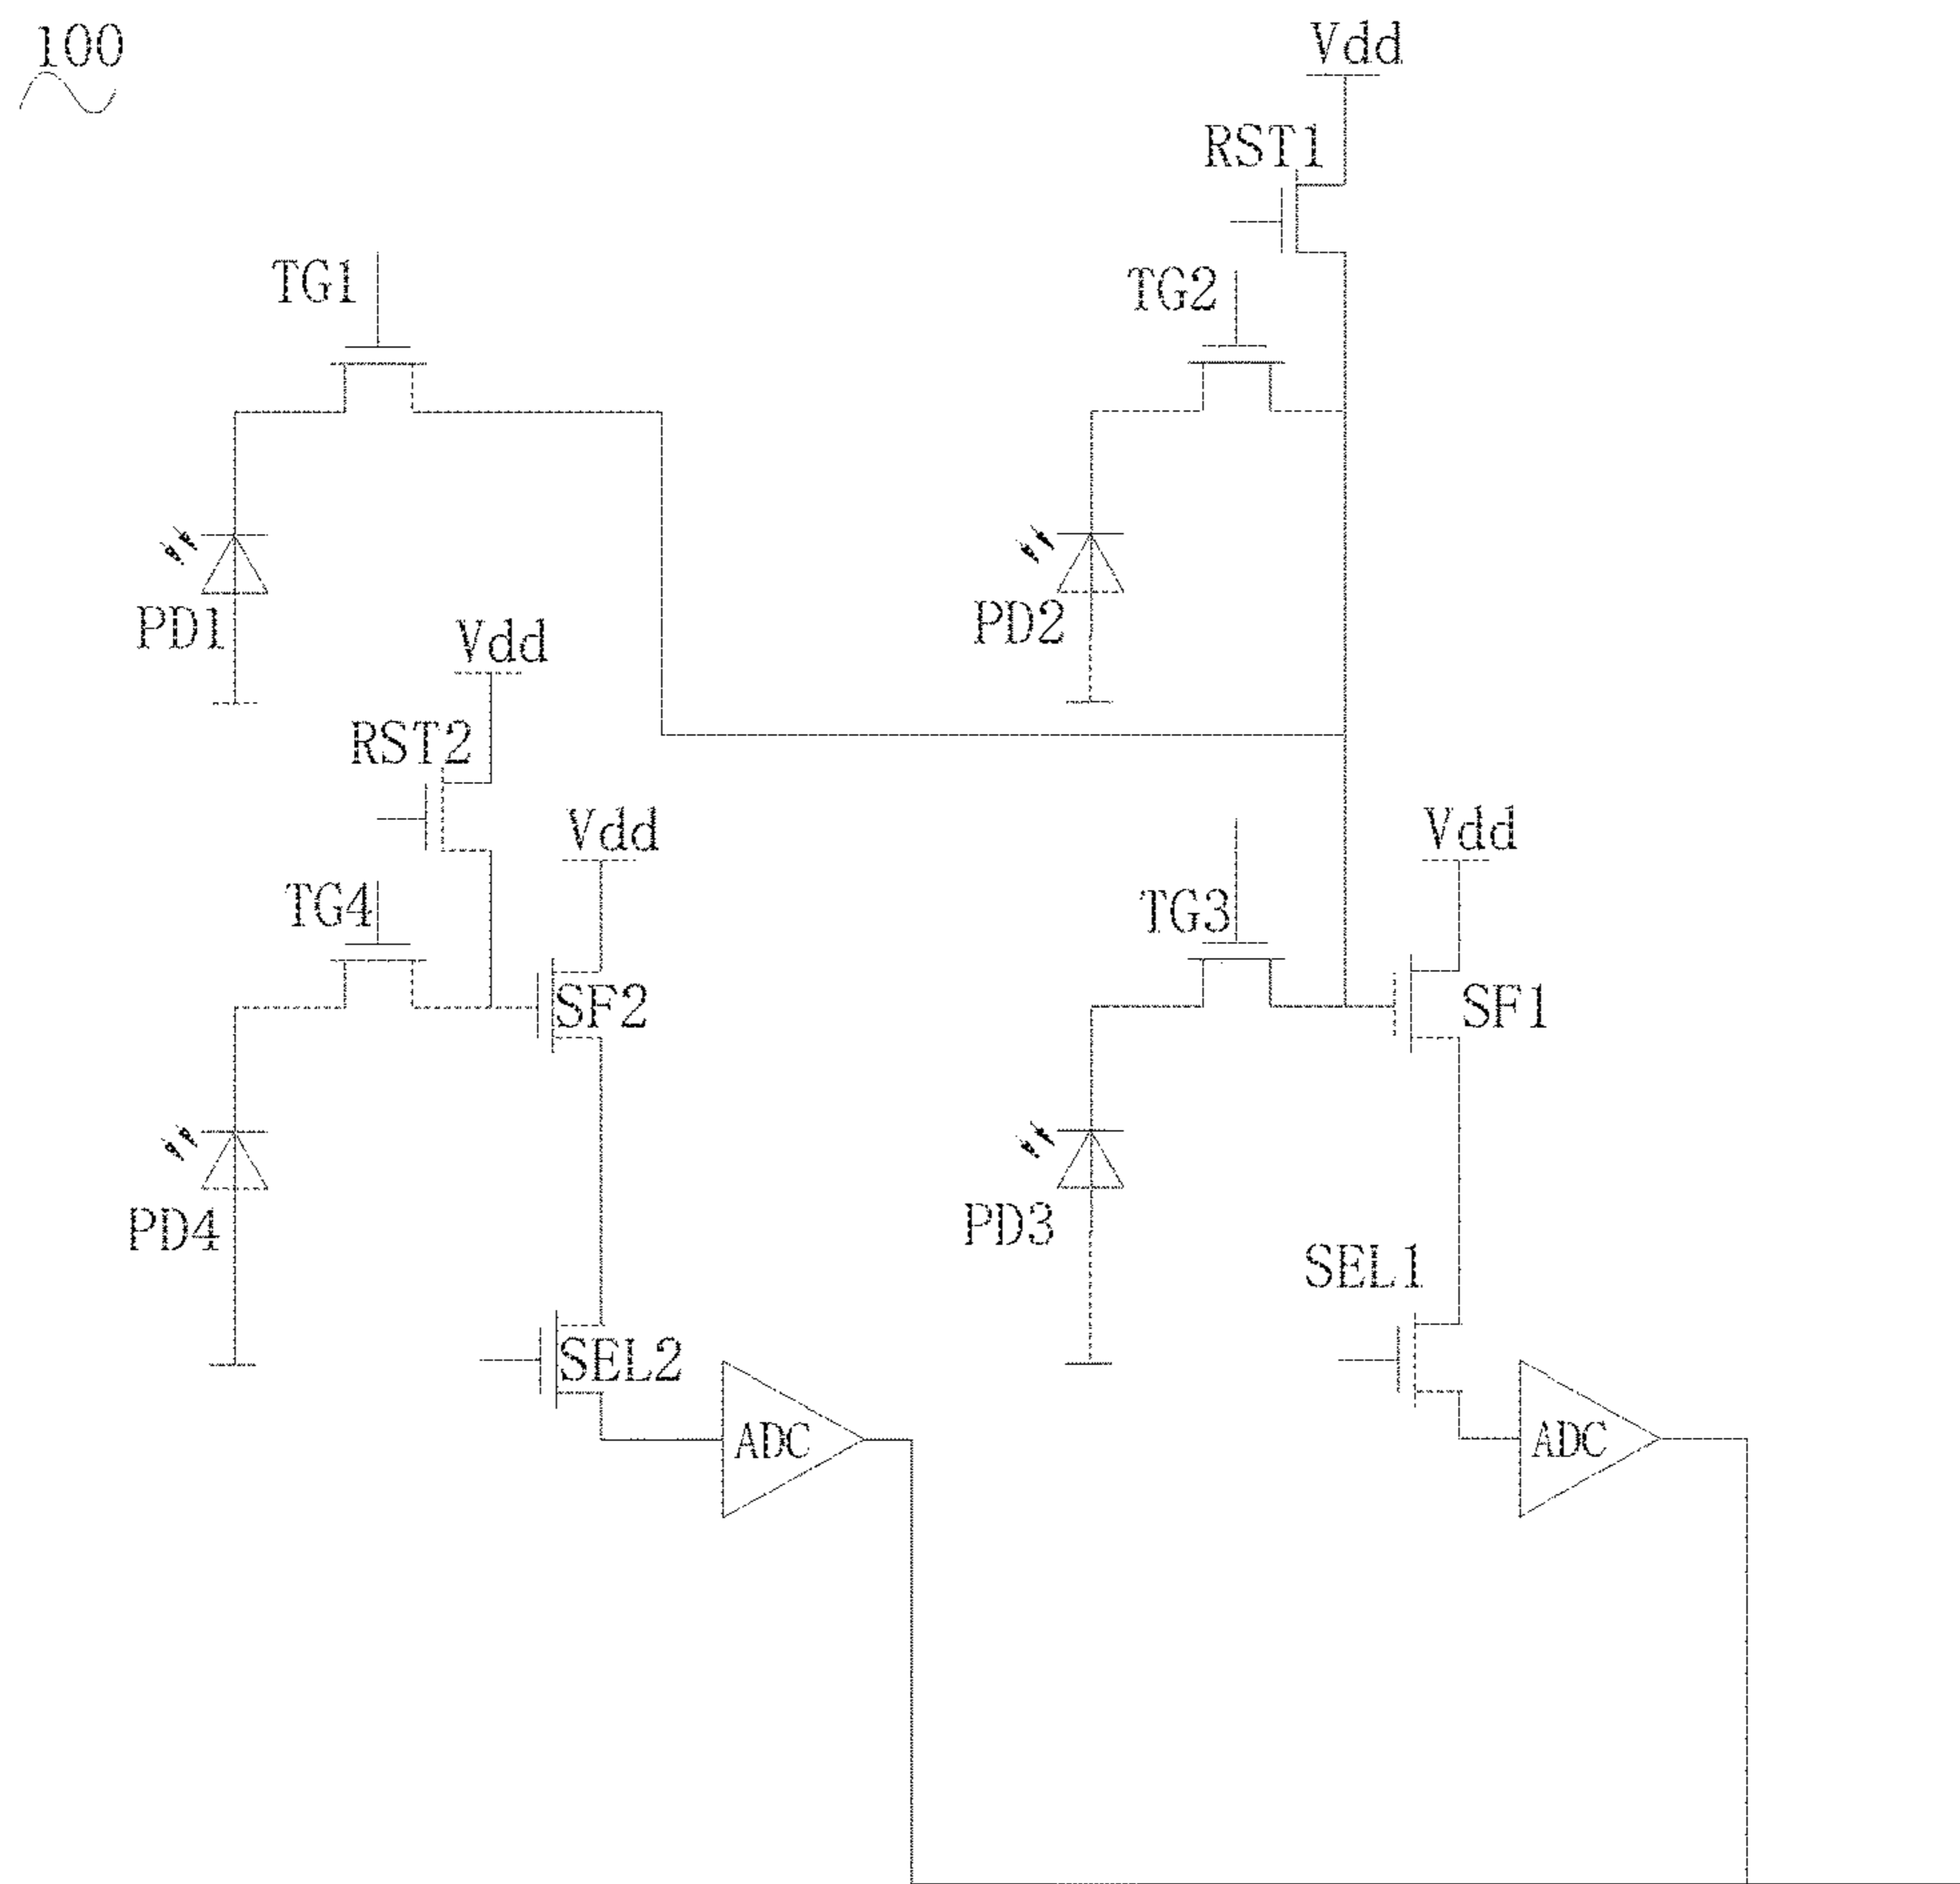 100
Vdd
RST1
TG1
TG2
PD1
PD2
Vdd
RST2
Vdd
Vdd
TG4
TG3
SF2
SF1
PD4
PD3
SEL1
SEL2
ADC
ADC